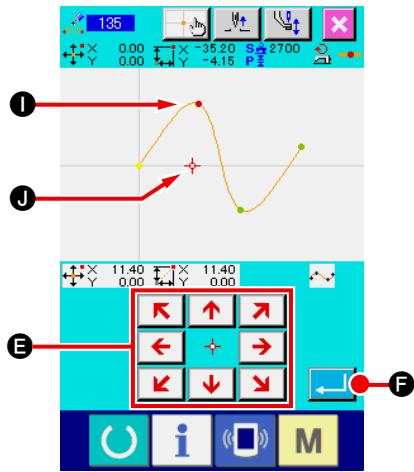 135
X 0.00 X -35.20 S 2700
Y 0.00 Y -4.15 P
I
J
X 11.40 X 11.40
Y 0.00 Y 0.00
E
F
i M